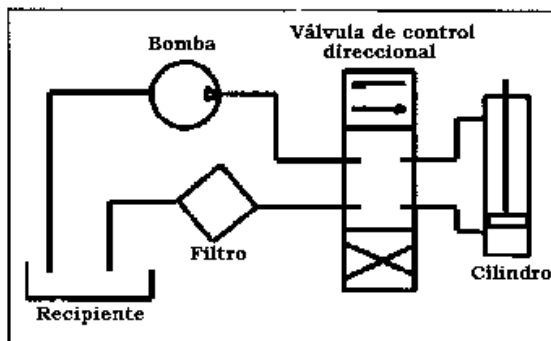 Bomba
Válvula de control
direccional
Filtro
Cilindro
Recipiente